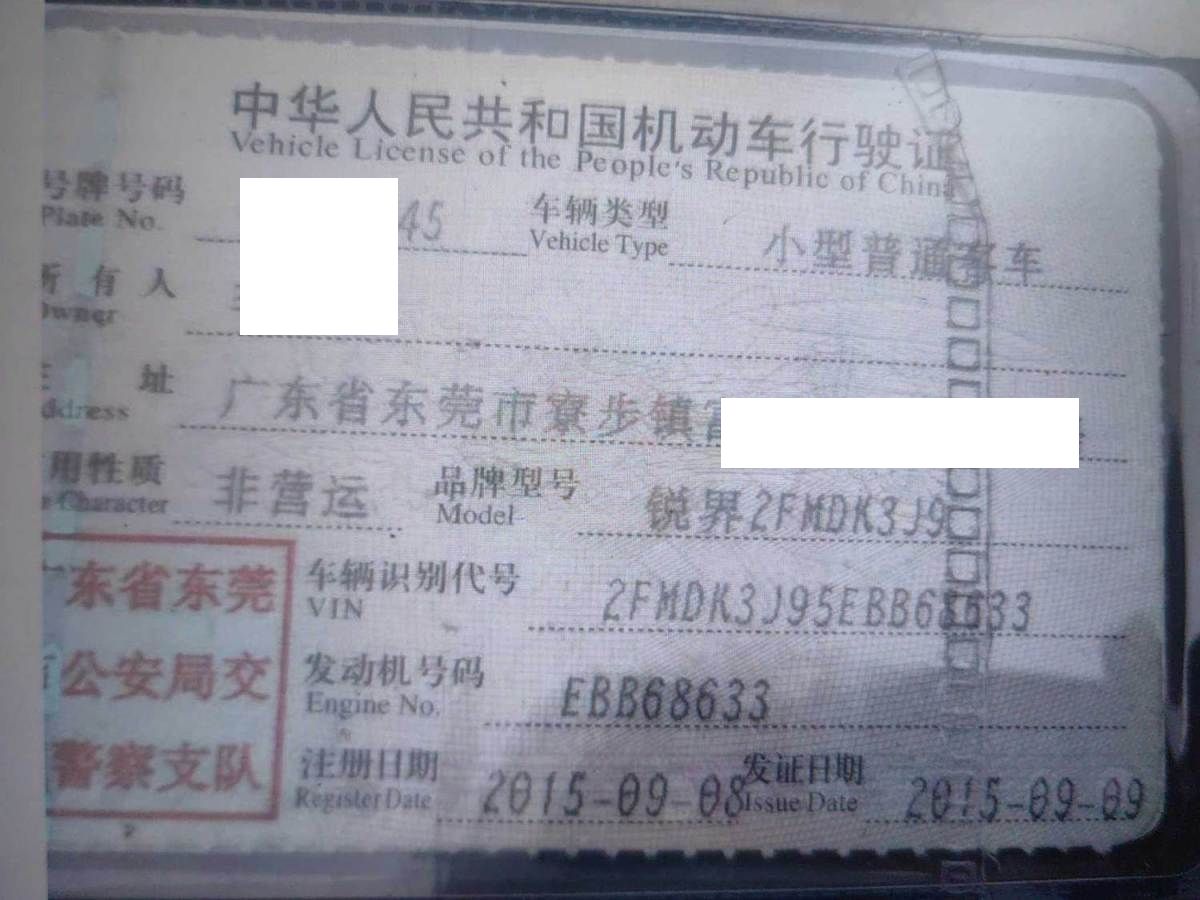 中华人民共和国机动车行驶证
Vehicle License of the People's Republic of China
号牌号码 45 车辆类型 小型普通客车
Plate No. Vehicle Type
所有人
Owner
址 广东省东莞市寮步镇富
ddress
用性质 非营运 品牌型号 锐界2FMDK3J9
Character Model
车辆识别代号 2FMDK3J95EBB68633
VIN
发动机号码 EBB68633
Engine No.
注册日期 2015-09-08 发证日期 2015-09-09
Register Date Issue Date
东省东莞
公安局交
警察支队